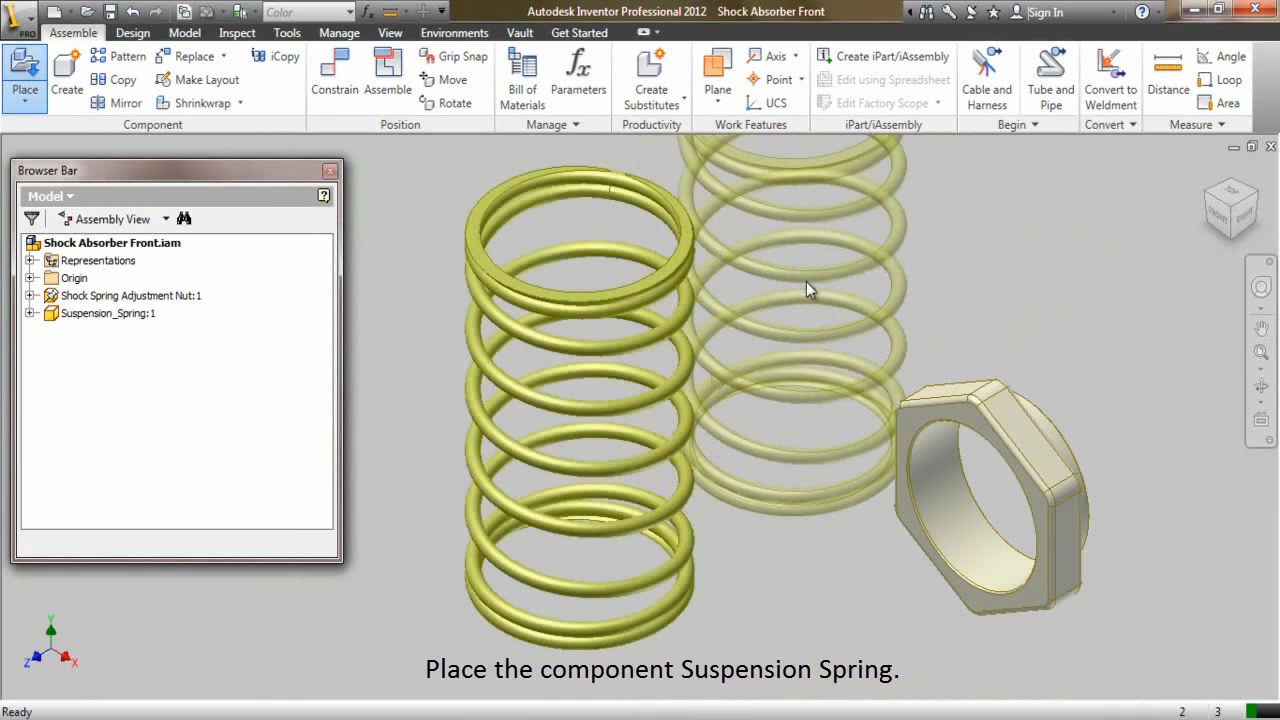 PRO
Color
Autodesk Inventor Professional 2012 Shock Absorber Front
Sign In
Assemble Design Model Inspect Tools Manage View Environments Vault Get Started
Place
Create
Pattern
Copy
Mirror
Replace
Make Layout
Shrinkwrap
iCopy
Component
Constrain
Assemble
Grip Snap
Move
Rotate
Position
Bill of
Materials
Parameters
Manage
Create
Substitutes
Productivity
Plane
Axis
Point
UCS
Work Features
Create iPart/iAssembly
Edit using Spreadsheet
Edit Factory Scope
iPart/iAssembly
Cable and
Harness
Tube and
Pipe
Begin
Convert to
Weldment
Convert
Distance
Angle
Loop
Area
Measure
Browser Bar
Model
Assembly View
Shock Absorber Front.iam
Representations
Origin
Shock Spring Adjustment Nut:1
Suspension_Spring:1
TOP
FRONT
RIGHT
Y
Z
X
Place the component Suspension Spring.
Ready
2 3